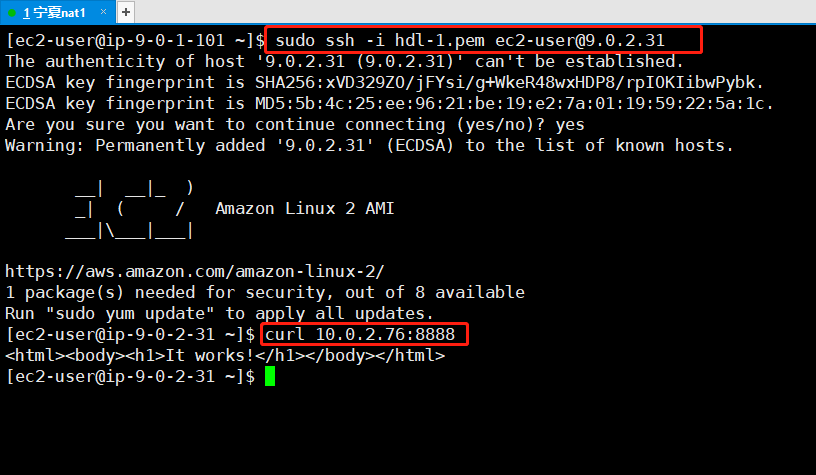 1 宁夏nat1 × +
[ec2-user@ip-9-0-1-101 ~]$ sudo ssh -i hdl-1.pem ec2-user@9.0.2.31
The authenticity of host '9.0.2.31 (9.0.2.31)' can't be established.
ECDSA key fingerprint is SHA256:xVD329ZO/jFYsi/g+WkeR48wxHDP8/rpIOKIibwPybk.
ECDSA key fingerprint is MD5:5b:4c:25:ee:96:21:be:19:e2:7a:01:19:59:22:5a:1c.
Are you sure you want to continue connecting (yes/no)? yes
Warning: Permanently added '9.0.2.31' (ECDSA) to the list of known hosts.
__|  __|_  )
_|  (     /   Amazon Linux 2 AMI
___|\___|___|
https://aws.amazon.com/amazon-linux-2/
1 package(s) needed for security, out of 8 available
Run "sudo yum update" to apply all updates.
[ec2-user@ip-9-0-2-31 ~]$ curl 10.0.2.76:8888
<html><body><h1>It works!</h1></body></html>
[ec2-user@ip-9-0-2-31 ~]$